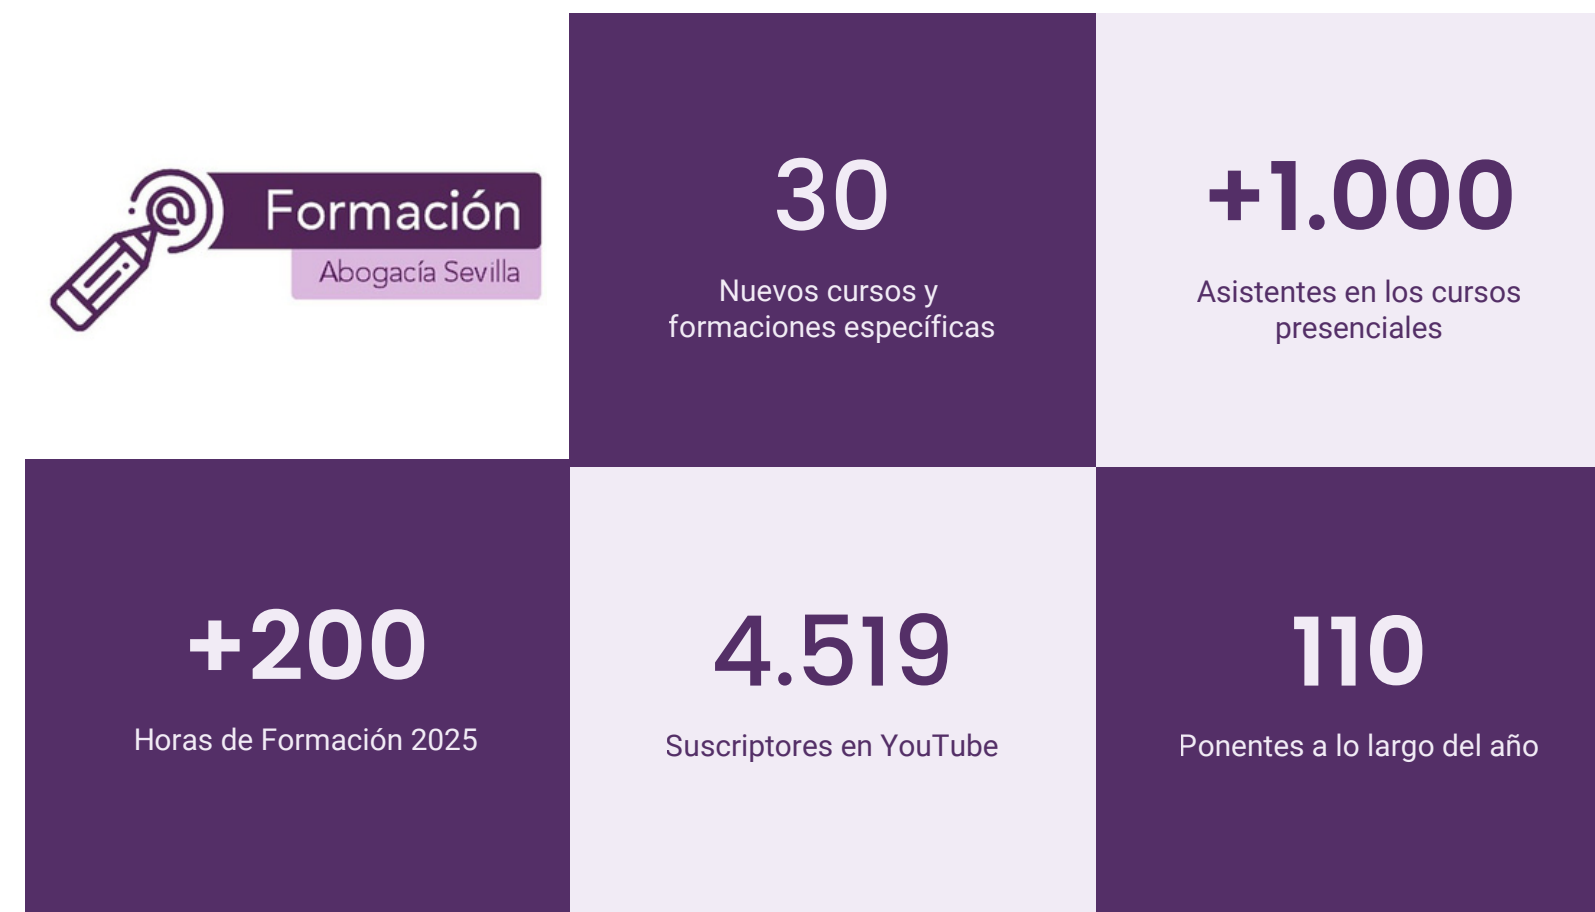 Formación
Abogacía Sevilla
30
Nuevos cursos y
formaciones específicas
+1.000
Asistentes en los cursos
presenciales
+200
Horas de Formación 2025
4.519
Suscriptores en YouTube
110
Ponentes a lo largo del año